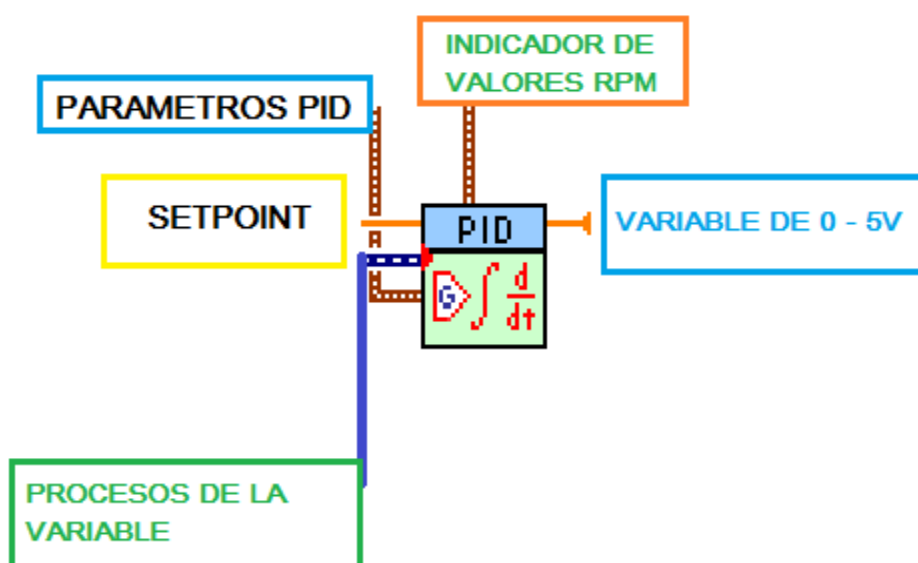 INDICADOR DE
VALORES RPM
PARAMETROS PID
SETPOINT
PID
VARIABLE DE 0 - 5V
G ∫ d/dt
PROCESOS DE LA
VARIABLE